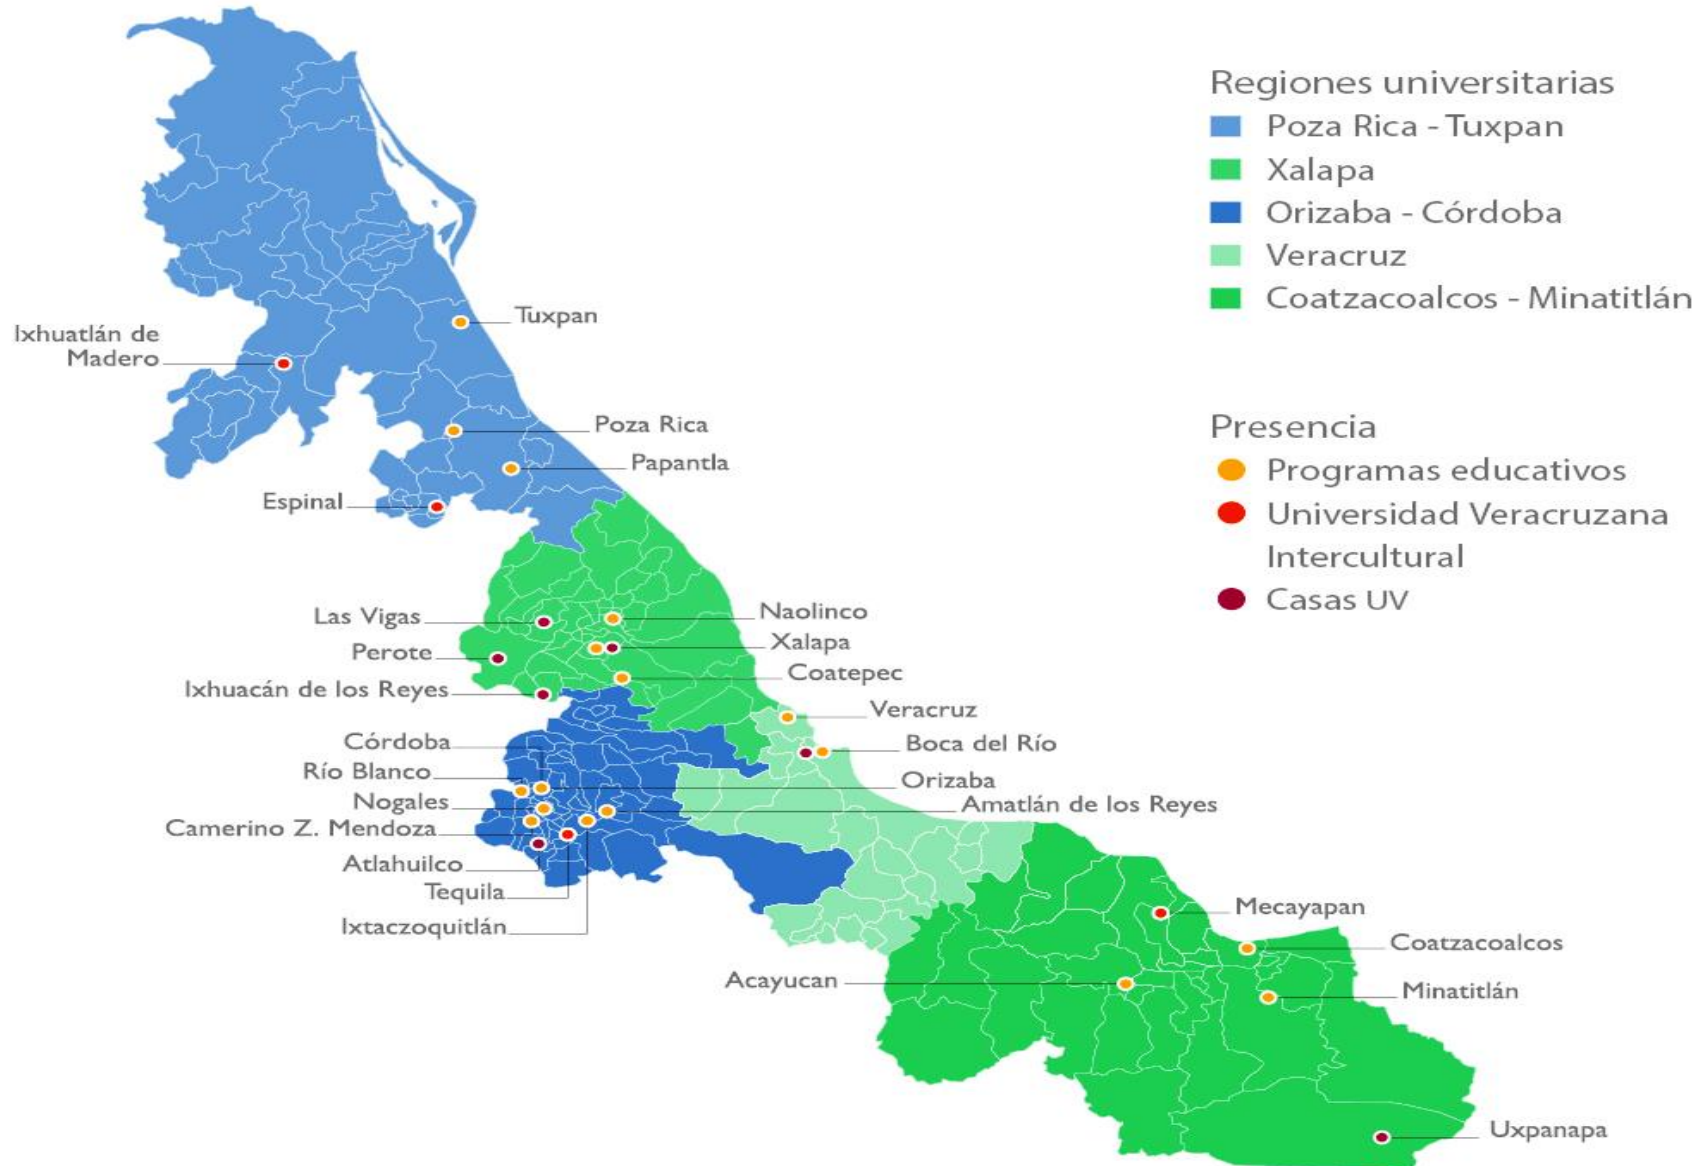 Regiones universitarias
Poza Rica - Tuxpan
Xalapa
Orizaba - Córdoba
Veracruz
Coatzacoalcos - Minatitlán
Presencia
Programas educativos
Universidad Veracruzana
Intercultural
Casas UV
Tuxpan
Ixhuatlán de
Madero
Poza Rica
Papantla
Espinal
Naolinco
Las Vigas
Xalapa
Perote
Coatepec
Ixhuacán de los Reyes
Veracruz
Córdoba
Boca del Río
Río Blanco
Orizaba
Nogales
Amatlán de los Reyes
Camerino Z. Mendoza
Atlahuilco
Tequila
Ixtaczoquitlán
Mecayapan
Coatzacoalcos
Acayucan
Minatitlán
Uxpanapa